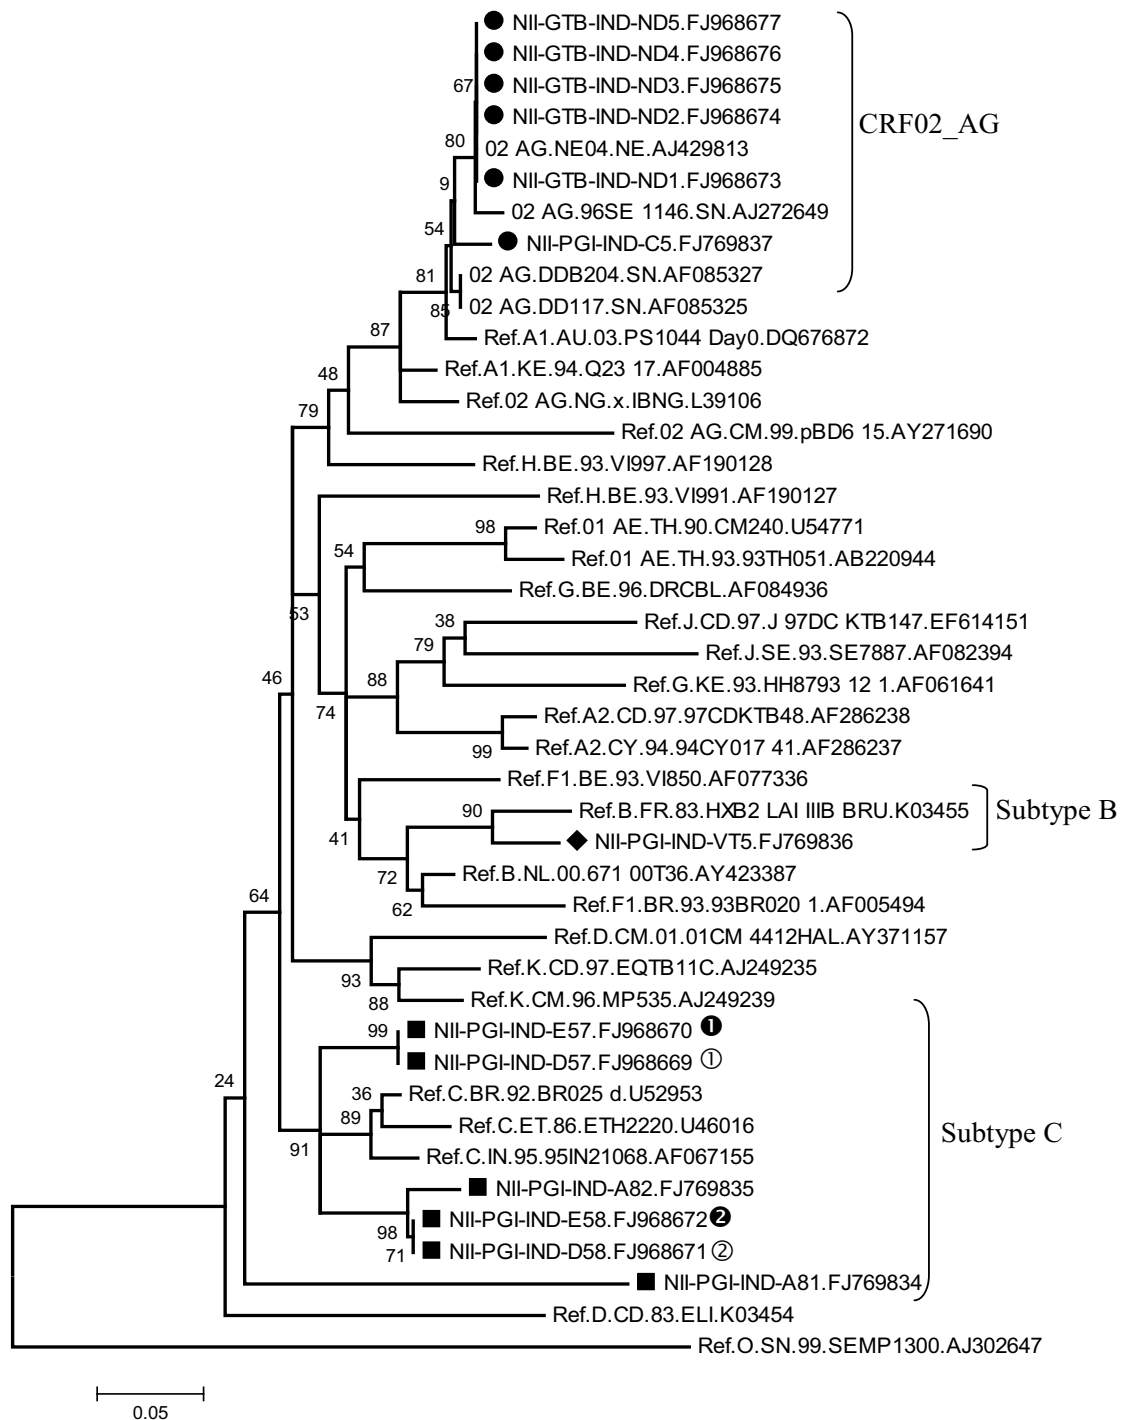 NII-GTB-IND-ND5.FJ968677
NII-GTB-IND-ND4.FJ968676
67
NII-GTB-IND-ND3.FJ968675
NII-GTB-IND-ND2.FJ968674
CRF02_AG
80
02 AG.NE04.NE.AJ429813
9
NII-GTB-IND-ND1.FJ968673
02 AG.96SE 1146.SN.AJ272649
54
NII-PGI-IND-C5.FJ769837
81
02 AG.DDB204.SN.AF085327
85
02 AG.DD117.SN.AF085325
87
Ref.A1.AU.03.PS1044 Day0.DQ676872
48
Ref.A1.KE.94.Q23 17.AF004885
79
Ref.02 AG.NG.x.IBNG.L39106
Ref.02 AG.CM.99.pBD6 15.AY271690
Ref.H.BE.93.VI997.AF190128
Ref.H.BE.93.VI991.AF190127
98
Ref.01 AE.TH.90.CM240.U54771
54
Ref.01 AE.TH.93.93TH051.AB220944
Ref.G.BE.96.DRCBL.AF084936
53
38
Ref.J.CD.97.J 97DC KTB147.EF614151
79
Ref.J.SE.93.SE7887.AF082394
46
88
Ref.G.KE.93.HH8793 12 1.AF061641
74
Ref.A2.CD.97.97CDKTB48.AF286238
99
Ref.A2.CY.94.94CY017 41.AF286237
Ref.F1.BE.93.VI850.AF077336
90
Ref.B.FR.83.HXB2 LAI IIIB BRU.K03455
Subtype B
41
NII-PGI-IND-VT5.FJ769836
72
Ref.B.NL.00.671 00T36.AY423387
64
62
Ref.F1.BR.93.93BR020 1.AF005494
Ref.D.CM.01.01CM 4412HAL.AY371157
93
Ref.K.CD.97.EQTB11C.AJ249235
88
Ref.K.CM.96.MP535.AJ249239
99
NII-PGI-IND-E57.FJ968670 ❶
NII-PGI-IND-D57.FJ968669 ①
24
36
Ref.C.BR.92.BR025 d.U52953
89
Ref.C.ET.86.ETH2220.U46016
Subtype C
91
Ref.C.IN.95.95IN21068.AF067155
NII-PGI-IND-A82.FJ769835
98
NII-PGI-IND-E58.FJ968672 ❷
71
NII-PGI-IND-D58.FJ968671 ②
NII-PGI-IND-A81.FJ769834
Ref.D.CD.83.ELI.K03454
Ref.O.SN.99.SEMP1300.AJ302647
0.05